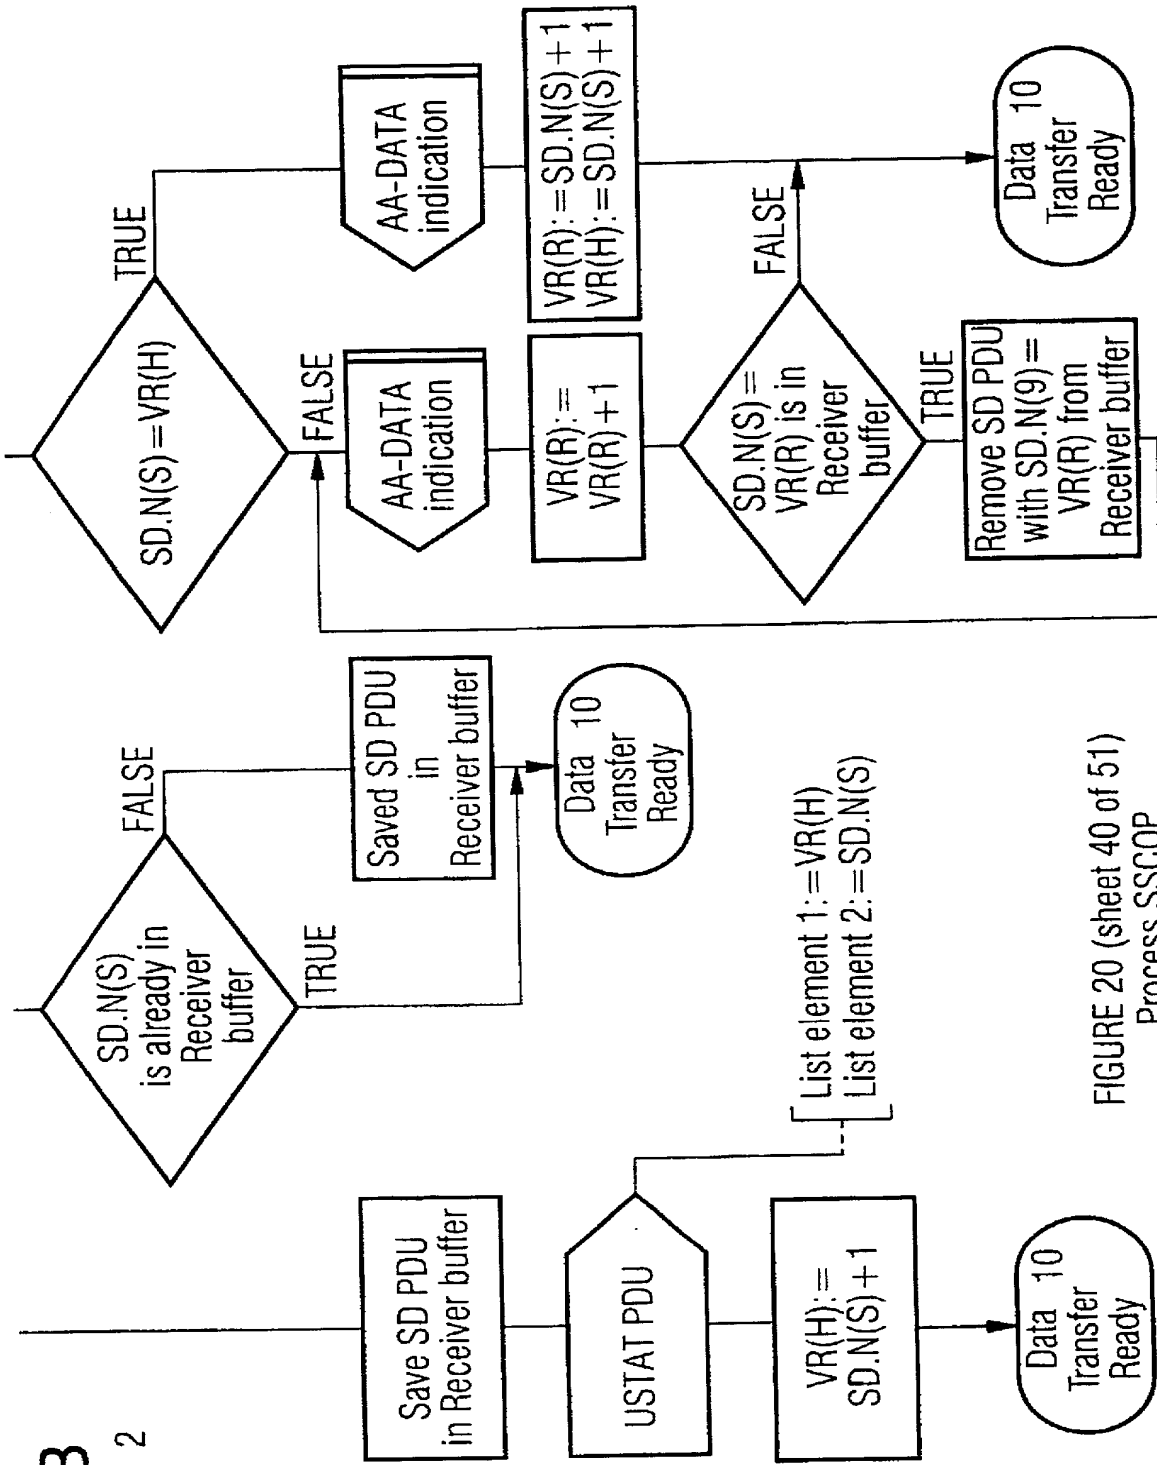 B
2
Save SD PDU
in Receiver buffer
USTAT PDU
VR(H):=
SD.N(S)+1
Data 10
Transfer
Ready
List element 1:=VR(H)
List element 2:=SD.N(S)
SD.N(S)
is already in
Receiver
buffer
FALSE
TRUE
Saved SD PDU
in
Receiver buffer
Data 10
Transfer
Ready
SD.N(S)=VR(H)
TRUE
FALSE
AA-DATA
indication
VR(R):=
VR(R)+1
SD.N(S)=
VR(R) is in
Receiver
buffer
FALSE
TRUE
Remove SD PDU
with SD.N(9)=
VR(R) from
Receiver buffer
AA-DATA
indication
VR(R):=SD.N(S)+1
VR(H):=SD.N(S)+1
Data 10
Transfer
Ready
FIGURE 20 (sheet 40 of 51)
Process SSCOP